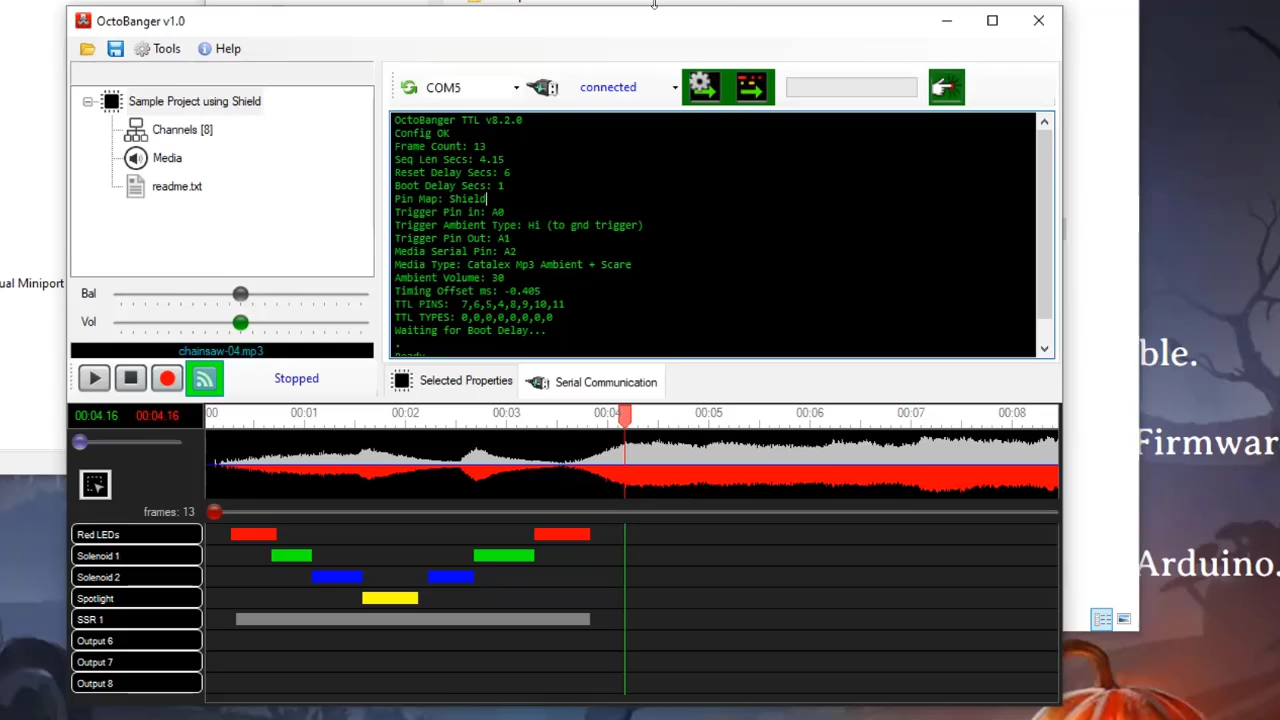 OctoBanger v1.0
Tools
Help
COM5
connected
Sample Project using Shield
Channels [8]
Media
readme.txt
OctoBanger TTL v8.2.0
Config OK
Frame Count: 13
Seq Len Secs: 4.15
Reset Delay Secs: 6
Boot Delay Secs: 1
Pin Map: Shield
Trigger Pin in: A0
Trigger Ambient Type: Hi (to gnd trigger)
Trigger Pin Out: A1
Media Serial Pin: A2
Media Type: Catalex Mp3 Ambient + Scare
Ambient Volume: 30
Timing Offset ms: -0.405
TTL PINS:  7,6,5,4,8,9,10,11
TTL TYPES: 0,0,0,0,0,0,0,0
Waiting for Boot Delay...
.
Ready
ual Miniport
Bal
Vol
chainsaw-04.mp3
Stopped
Selected Properties
Serial Communication
00:04.16
00:04.16
00
00:01
00:02
00:03
00:04
00:05
00:06
00:07
00:08
frames: 13
Red LEDs
Solenoid 1
Solenoid 2
Spotlight
SSR 1
Output 6
Output 7
Output 8
ble.
Firmwar
Arduino.